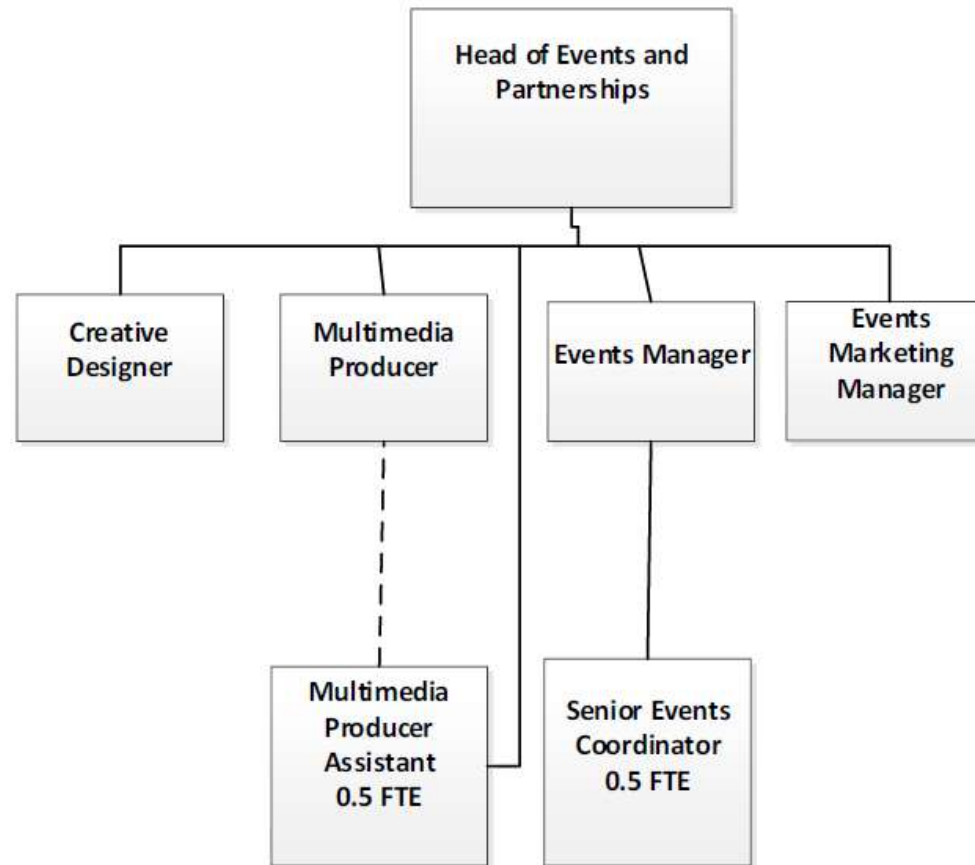 Head of Events and
Partnerships
Creative
Designer
Multimedia
Producer
Events Manager
Events
Marketing
Manager
Multimedia
Producer
Assistant
0.5 FTE
Senior Events
Coordinator
0.5 FTE